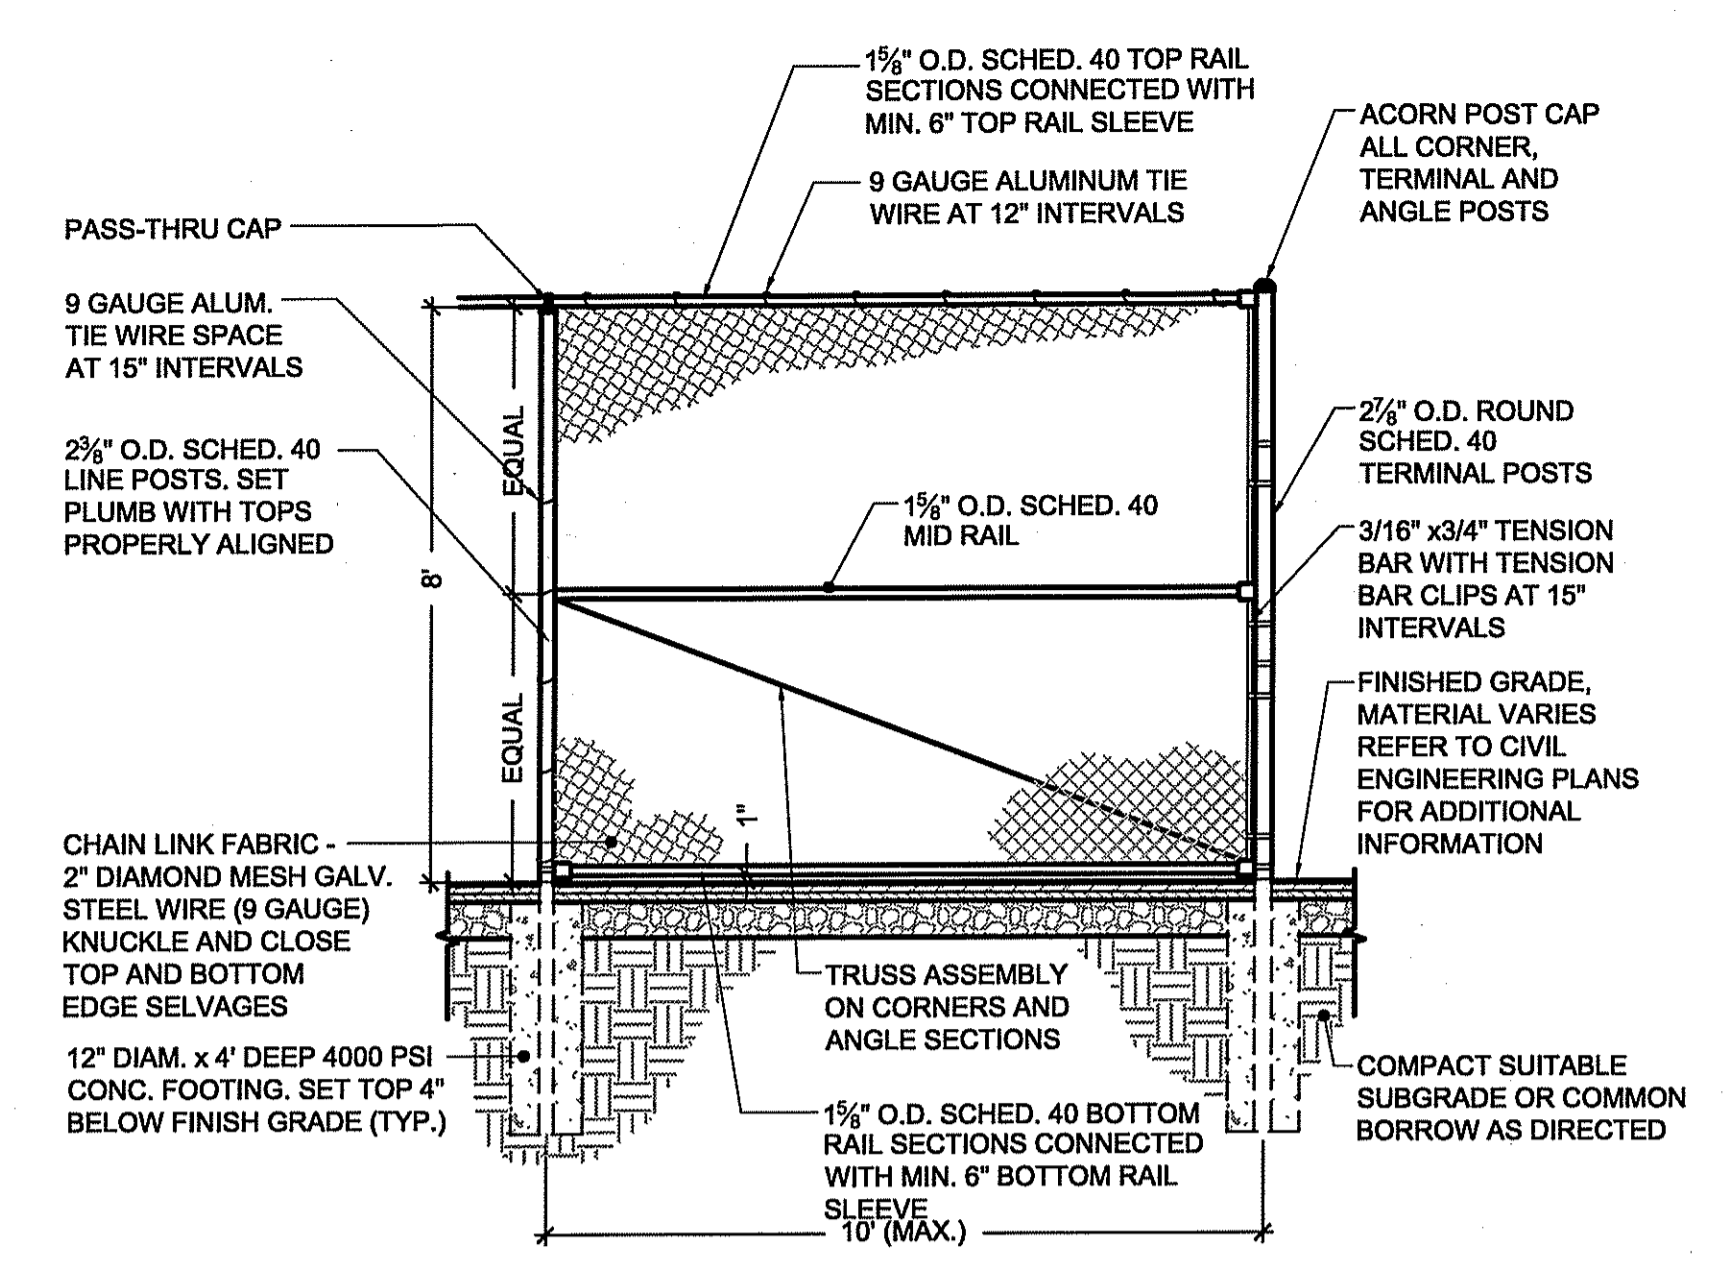 1⅝" O.D. SCHED. 40 TOP RAIL
SECTIONS CONNECTED WITH
MIN. 6" TOP RAIL SLEEVE
ACORN POST CAP
ALL CORNER,
TERMINAL AND
ANGLE POSTS
9 GAUGE ALUMINUM TIE
WIRE AT 12" INTERVALS
PASS-THRU CAP
9 GAUGE ALUM.
TIE WIRE SPACE
AT 15" INTERVALS
2⅜" O.D. SCHED. 40
LINE POSTS. SET
PLUMB WITH TOPS
PROPERLY ALIGNED
8'
EQUAL
EQUAL
1⅝" O.D. SCHED. 40
MID RAIL
2⅞" O.D. ROUND
SCHED. 40
TERMINAL POSTS
3/16" x3/4" TENSION
BAR WITH TENSION
BAR CLIPS AT 15"
INTERVALS
FINISHED GRADE,
MATERIAL VARIES
REFER TO CIVIL
ENGINEERING PLANS
FOR ADDITIONAL
INFORMATION
1"
CHAIN LINK FABRIC -
2" DIAMOND MESH GALV.
STEEL WIRE (9 GAUGE)
KNUCKLE AND CLOSE
TOP AND BOTTOM
EDGE SELVAGES
12" DIAM. x 4' DEEP 4000 PSI
CONC. FOOTING. SET TOP 4"
BELOW FINISH GRADE (TYP.)
TRUSS ASSEMBLY
ON CORNERS AND
ANGLE SECTIONS
1⅝" O.D. SCHED. 40 BOTTOM
RAIL SECTIONS CONNECTED
WITH MIN. 6" BOTTOM RAIL
SLEEVE
COMPACT SUITABLE
SUBGRADE OR COMMON
BORROW AS DIRECTED
10' (MAX.)